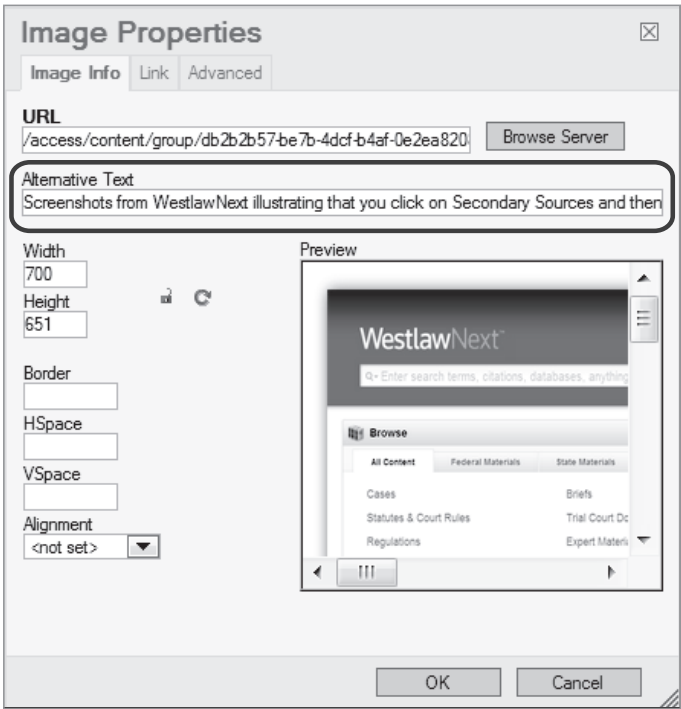 Image Properties
Image Info Link Advanced
URL
/access/content/group/db2b2b57-be7b-4dcf-b4af-0e2ea820
Browse Server
Alternative Text
Screenshots from WestlawNext illustrating that you click on Secondary Sources and then
Width
700
Height
651
Border
HSpace
VSpace
Alignment
<not set>
Preview
WestlawNext
Enter search terms, citations, databases, anything
Browse
All Content Federal Materials State Materials
Cases Briefs
Statutes & Court Rules Trial Court Dc
Regulations Expert Materi
OK Cancel